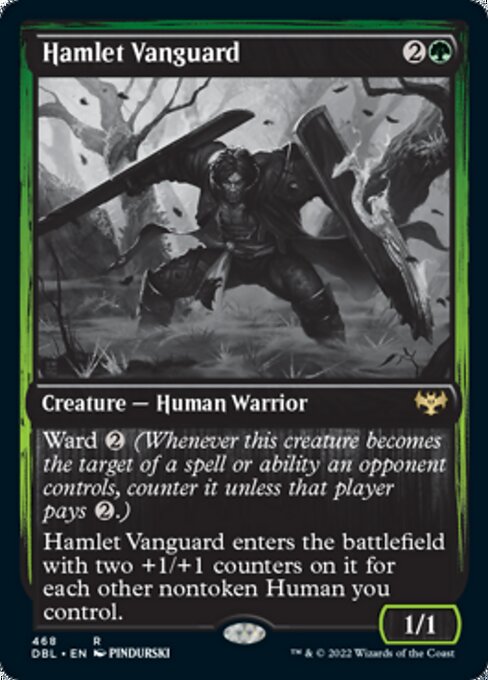 Hamlet Vanguard 2
Creature — Human Warrior
Ward 2 (Whenever this creature becomes
the target of a spell or ability an opponent
controls, counter it unless that player
pays 2.)
Hamlet Vanguard enters the battlefield
with two +1/+1 counters on it for
each other nontoken Human you
control.
1/1
468 R
DBL • EN PINDURSKI
™ & © 2022 Wizards of the Coast